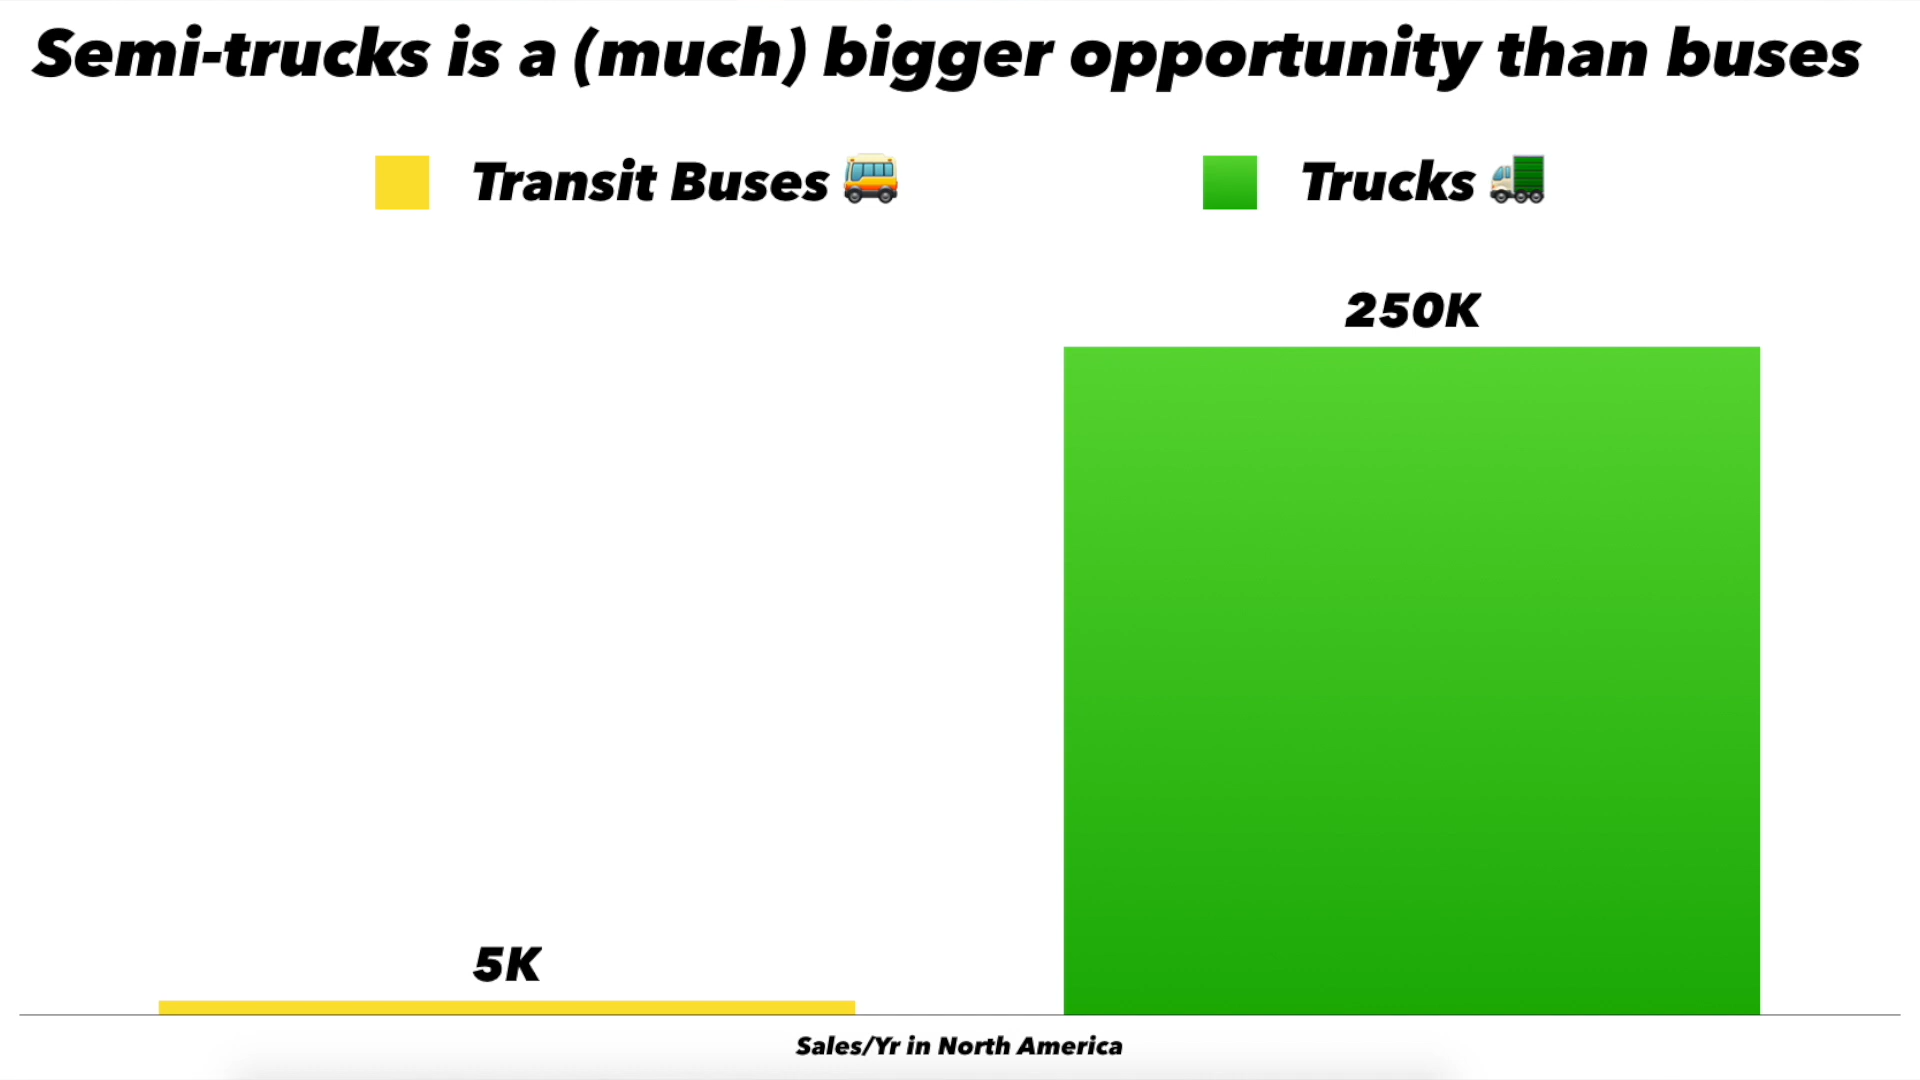 Semi-trucks is a (much) bigger opportunity than buses
Transit Buses
Trucks
250K
5K
Sales/Yr in North America